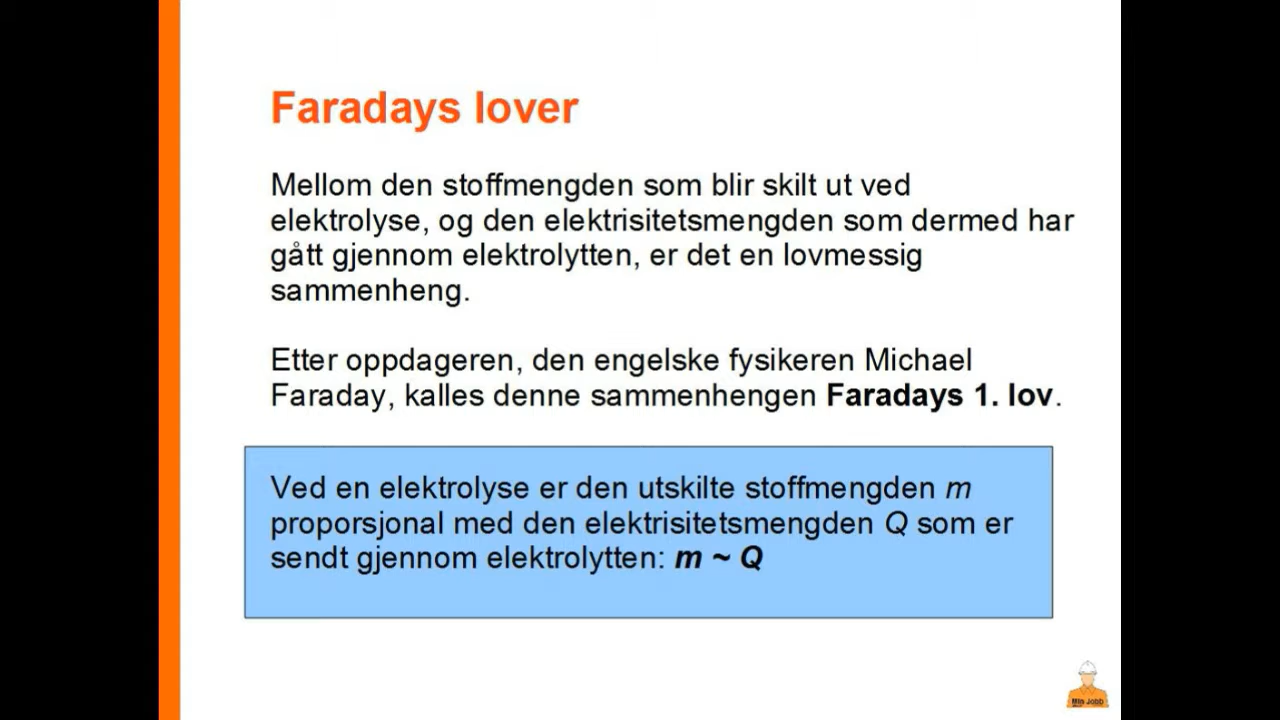 Faradays lover
Mellom den stoffmengden som blir skilt ut ved
elektrolyse, og den elektrisitetsmengden som dermed har
gått gjennom elektrolytten, er det en lovmessig
sammenheng.
Etter oppdageren, den engelske fysikeren Michael
Faraday, kalles denne sammenhengen Faradays 1. lov.
Ved en elektrolyse er den utskilte stoffmengden m
proporsjonal med den elektrisitetsmengden Q som er
sendt gjennom elektrolytten: m ~ Q
Min Jobb